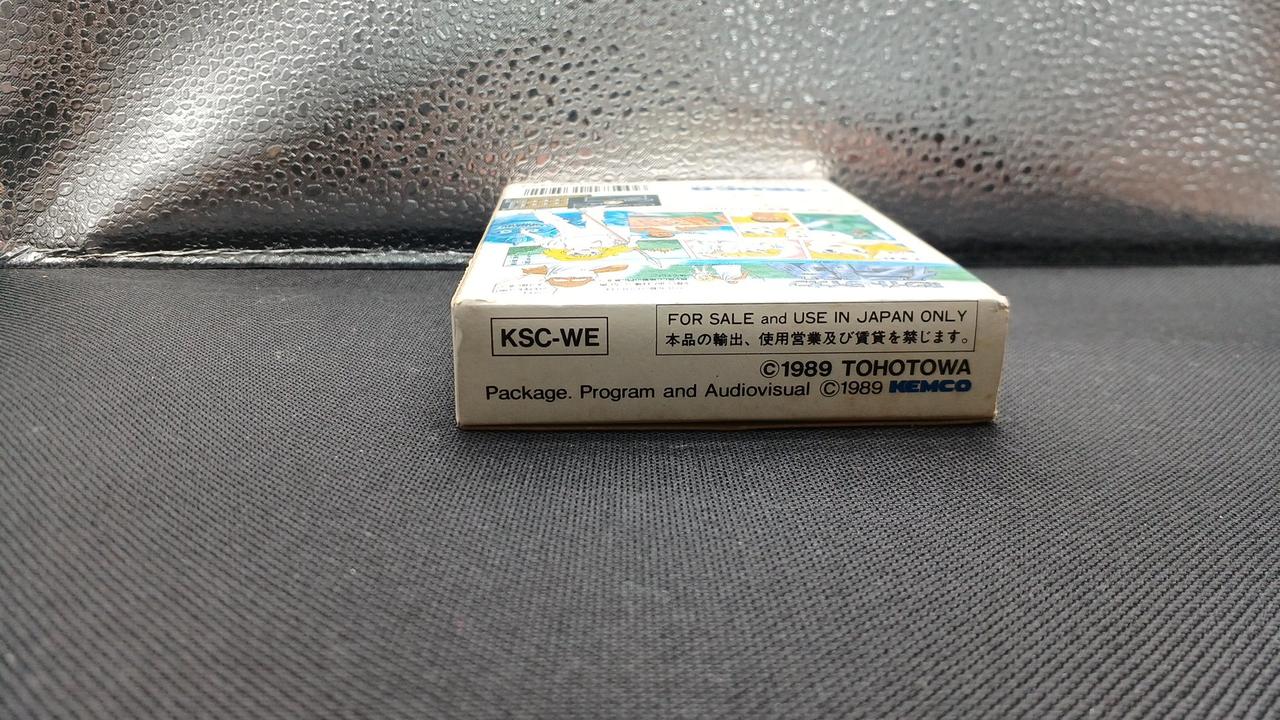 KSC-WE
FOR SALE and USE IN JAPAN ONLY
本品の輸出、使用営業及び賃貸を禁じます。
©1989 TOHOTOWA
Package. Program and Audiovisual ©1989 KEMCO